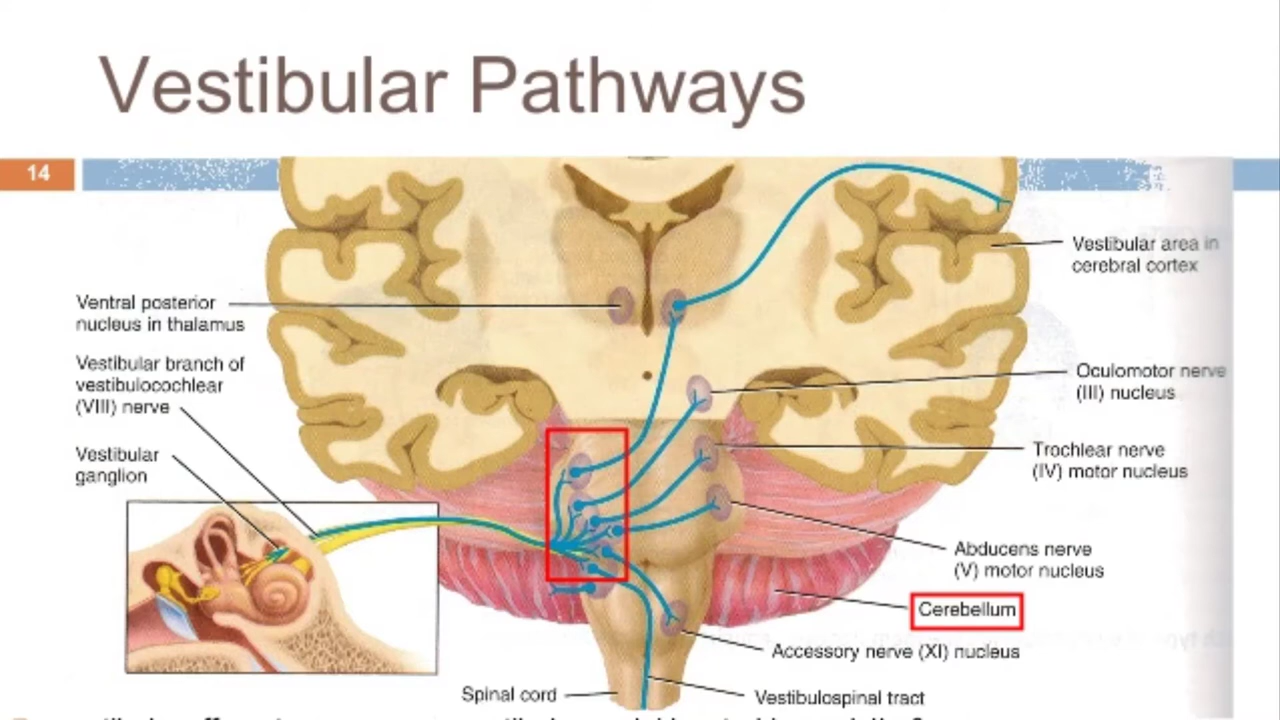 Vestibular Pathways
14
Vestibular area in
cerebral cortex
Ventral posterior
nucleus in thalamus
Vestibular branch of
vestibulocochlear
(VIII) nerve
Oculomotor nerve
(III) nucleus
Vestibular
ganglion
Trochlear nerve
(IV) motor nucleus
Abducens nerve
(V) motor nucleus
Cerebellum
Accessory nerve (XI) nucleus
Spinal cord
Vestibulospinal tract